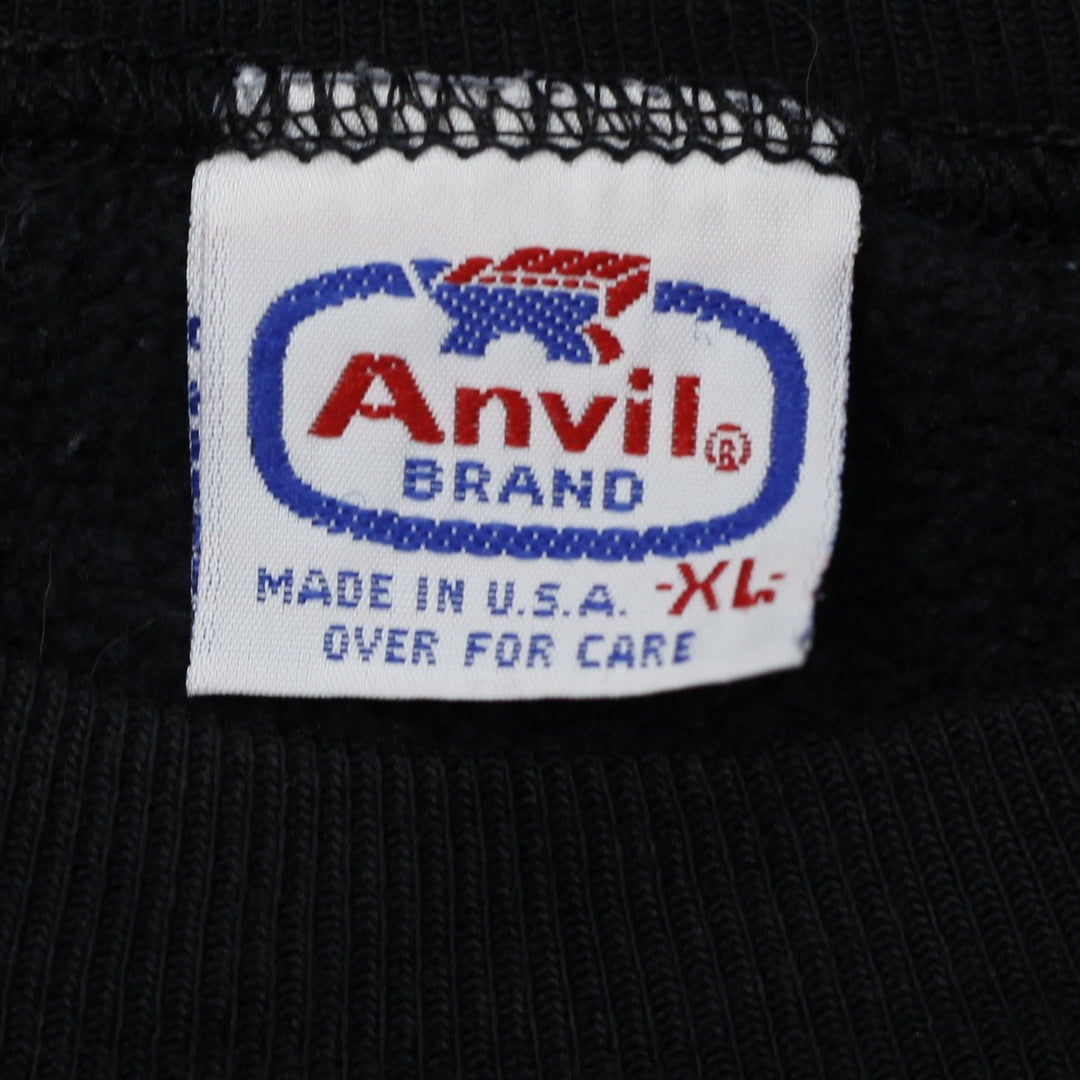 Anvil®
BRAND
MADE IN U.S.A. -XL-
OVER FOR CARE